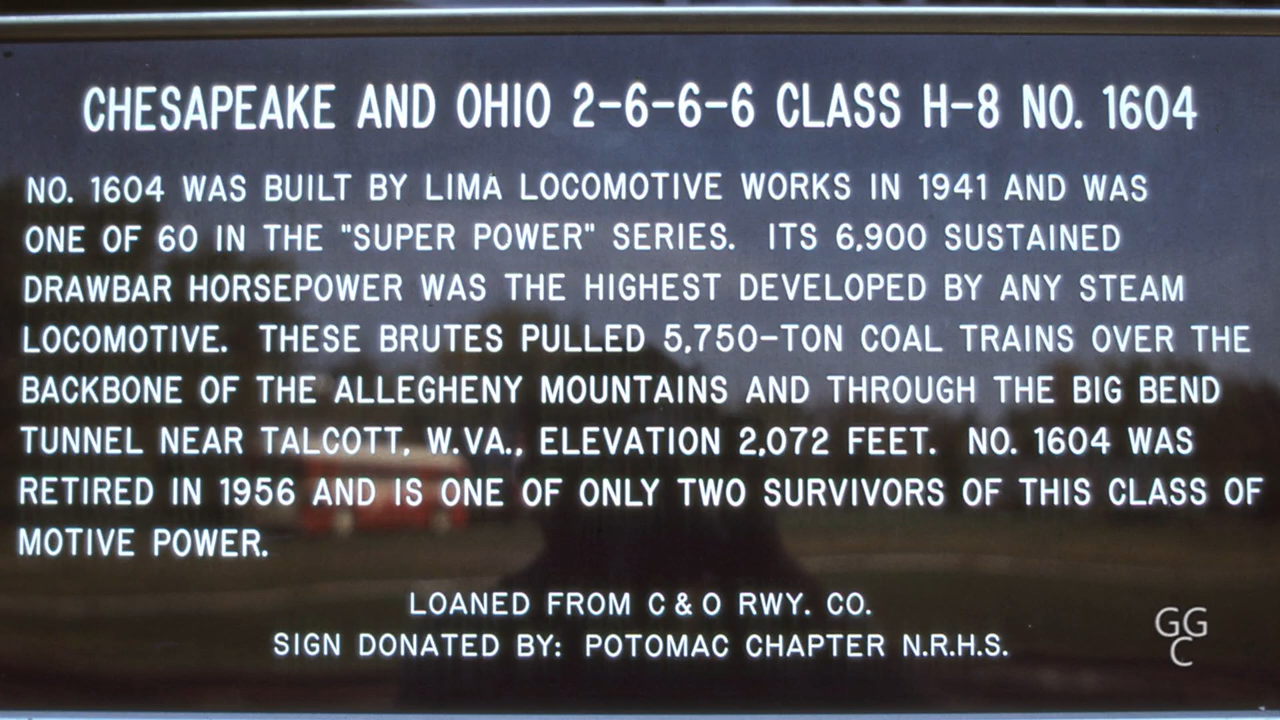 CHESAPEAKE AND OHIO 2-6-6-6 CLASS H-8 NO. 1604
NO. 1604 WAS BUILT BY LIMA LOCOMOTIVE WORKS IN 1941 AND WAS
ONE OF 60 IN THE "SUPER POWER" SERIES. ITS 6,900 SUSTAINED
DRAWBAR HORSEPOWER WAS THE HIGHEST DEVELOPED BY ANY STEAM
LOCOMOTIVE. THESE BRUTES PULLED 5,750-TON COAL TRAINS OVER THE
BACKBONE OF THE ALLEGHENY MOUNTAINS AND THROUGH THE BIG BEND
TUNNEL NEAR TALCOTT, W.VA., ELEVATION 2,072 FEET. NO. 1604 WAS
RETIRED IN 1956 AND IS ONE OF ONLY TWO SURVIVORS OF THIS CLASS OF
MOTIVE POWER.
LOANED FROM C & O RWY. CO.
SIGN DONATED BY: POTOMAC CHAPTER N.R.H.S.
GG
C